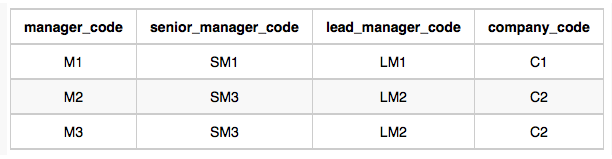 manager_code senior_manager_code lead_manager_code company_code
M1 SM1 LM1 C1
M2 SM3 LM2 C2
M3 SM3 LM2 C2